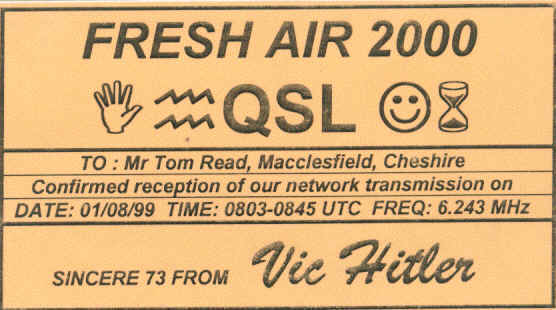 FRESH AIR 2000
QSL
TO : Mr Tom Read, Macclesfield, Cheshire
Confirmed reception of our network transmission on
DATE: 01/08/99 TIME: 0803-0845 UTC FREQ: 6.243 MHz
SINCERE 73 FROM Vic Hitler